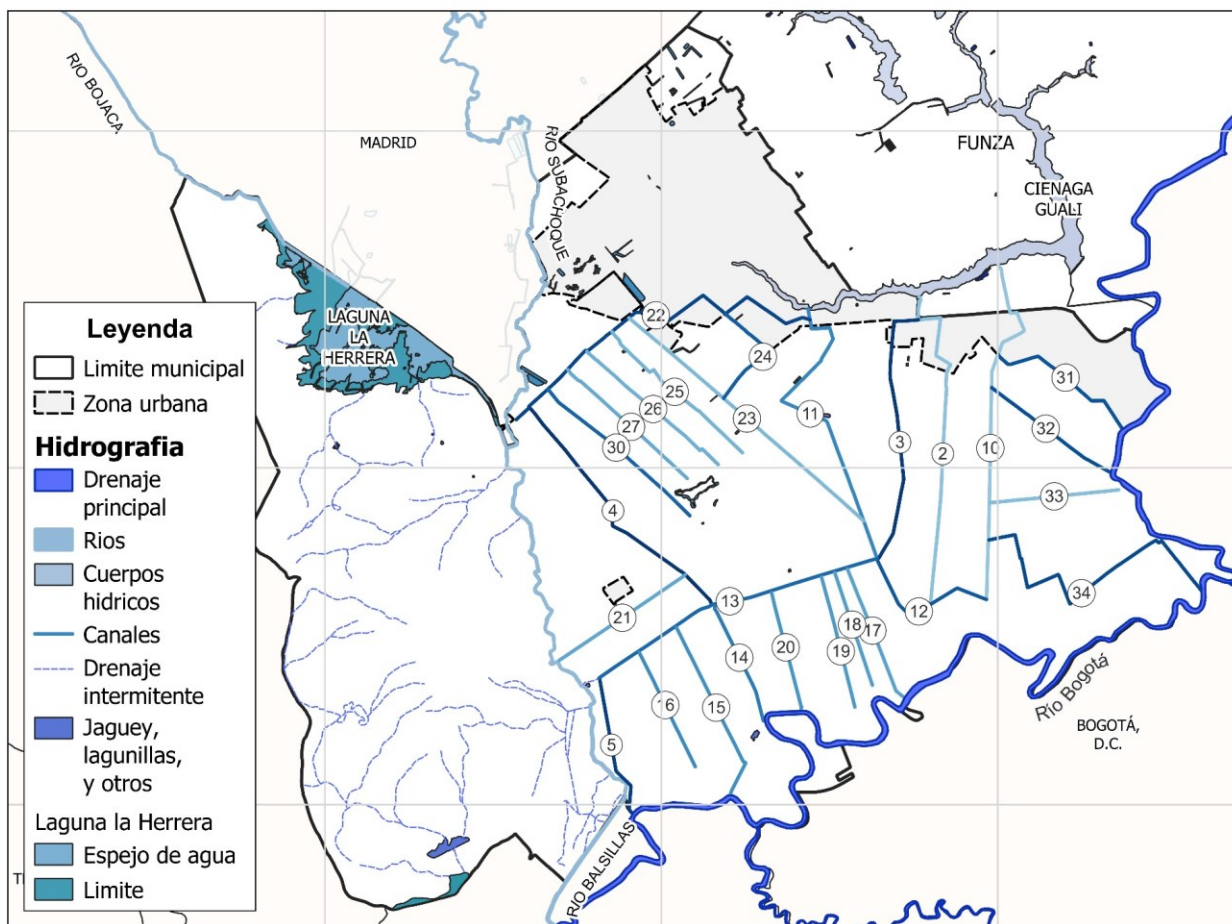 RIO BOJACA
MADRID
RIO SUBACHOQUE
FUNZA
CIENAGA
GUALI
LAGUNA
LA
HERRERA
22
24
25
26
27
30
23
11
3
2
10
31
32
33
34
4
21
13
12
14
20
18
17
19
16
15
5
Río Bogotá
BOGOTÁ,
D.C.
RIO BALSILLAS
Leyenda
Limite municipal
Zona urbana
Hidrografia
Drenaje
principal
Rios
Cuerpos
hidricos
Canales
Drenaje
intermitente
Jaguey,
lagunillas,
y otros
Laguna la Herrera
Espejo de agua
Limite